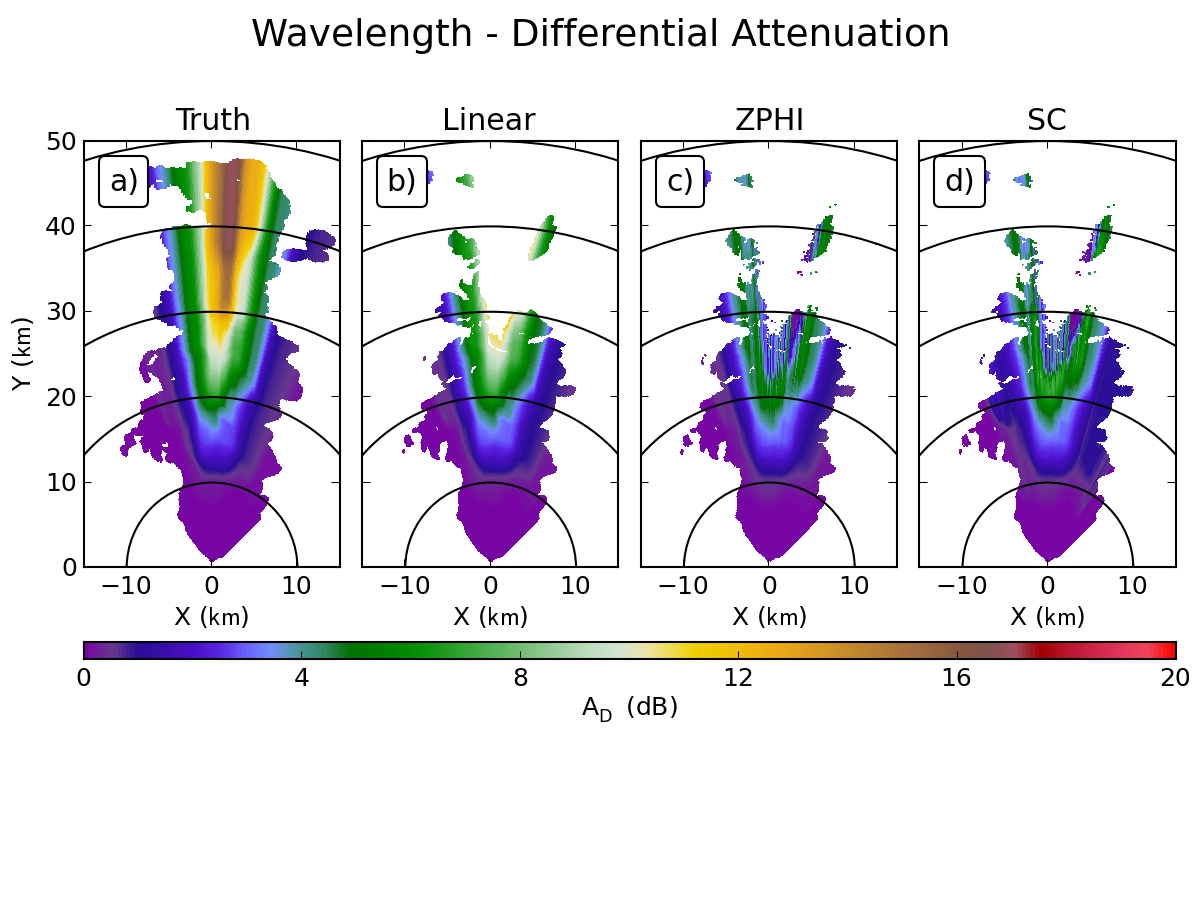 Wavelength - Differential Attenuation
Truth Linear ZPHI SC
a) b) c) d)
50
40
30
20
10
0
Y (km)
−10 0 10 −10 0 10 −10 0 10 −10 0 10
X (km) X (km) X (km) X (km)
0 4 8 12 16 20
A_D (dB)